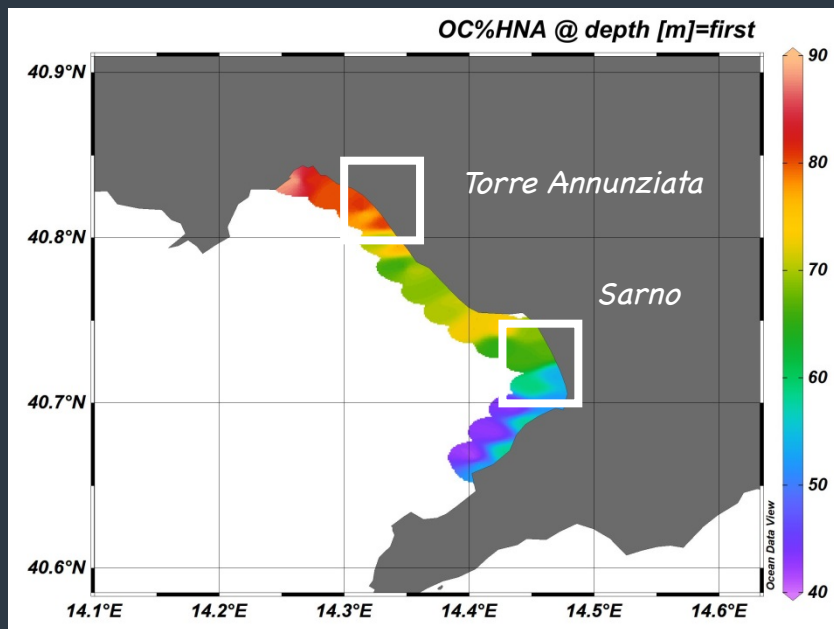 OC%HNA @ depth [m]=first
40.9°N
40.8°N
40.7°N
40.6°N
14.1°E
14.2°E
14.3°E
14.4°E
14.5°E
14.6°E
Torre Annunziata
Sarno
90
80
70
60
50
40
Ocean Data View